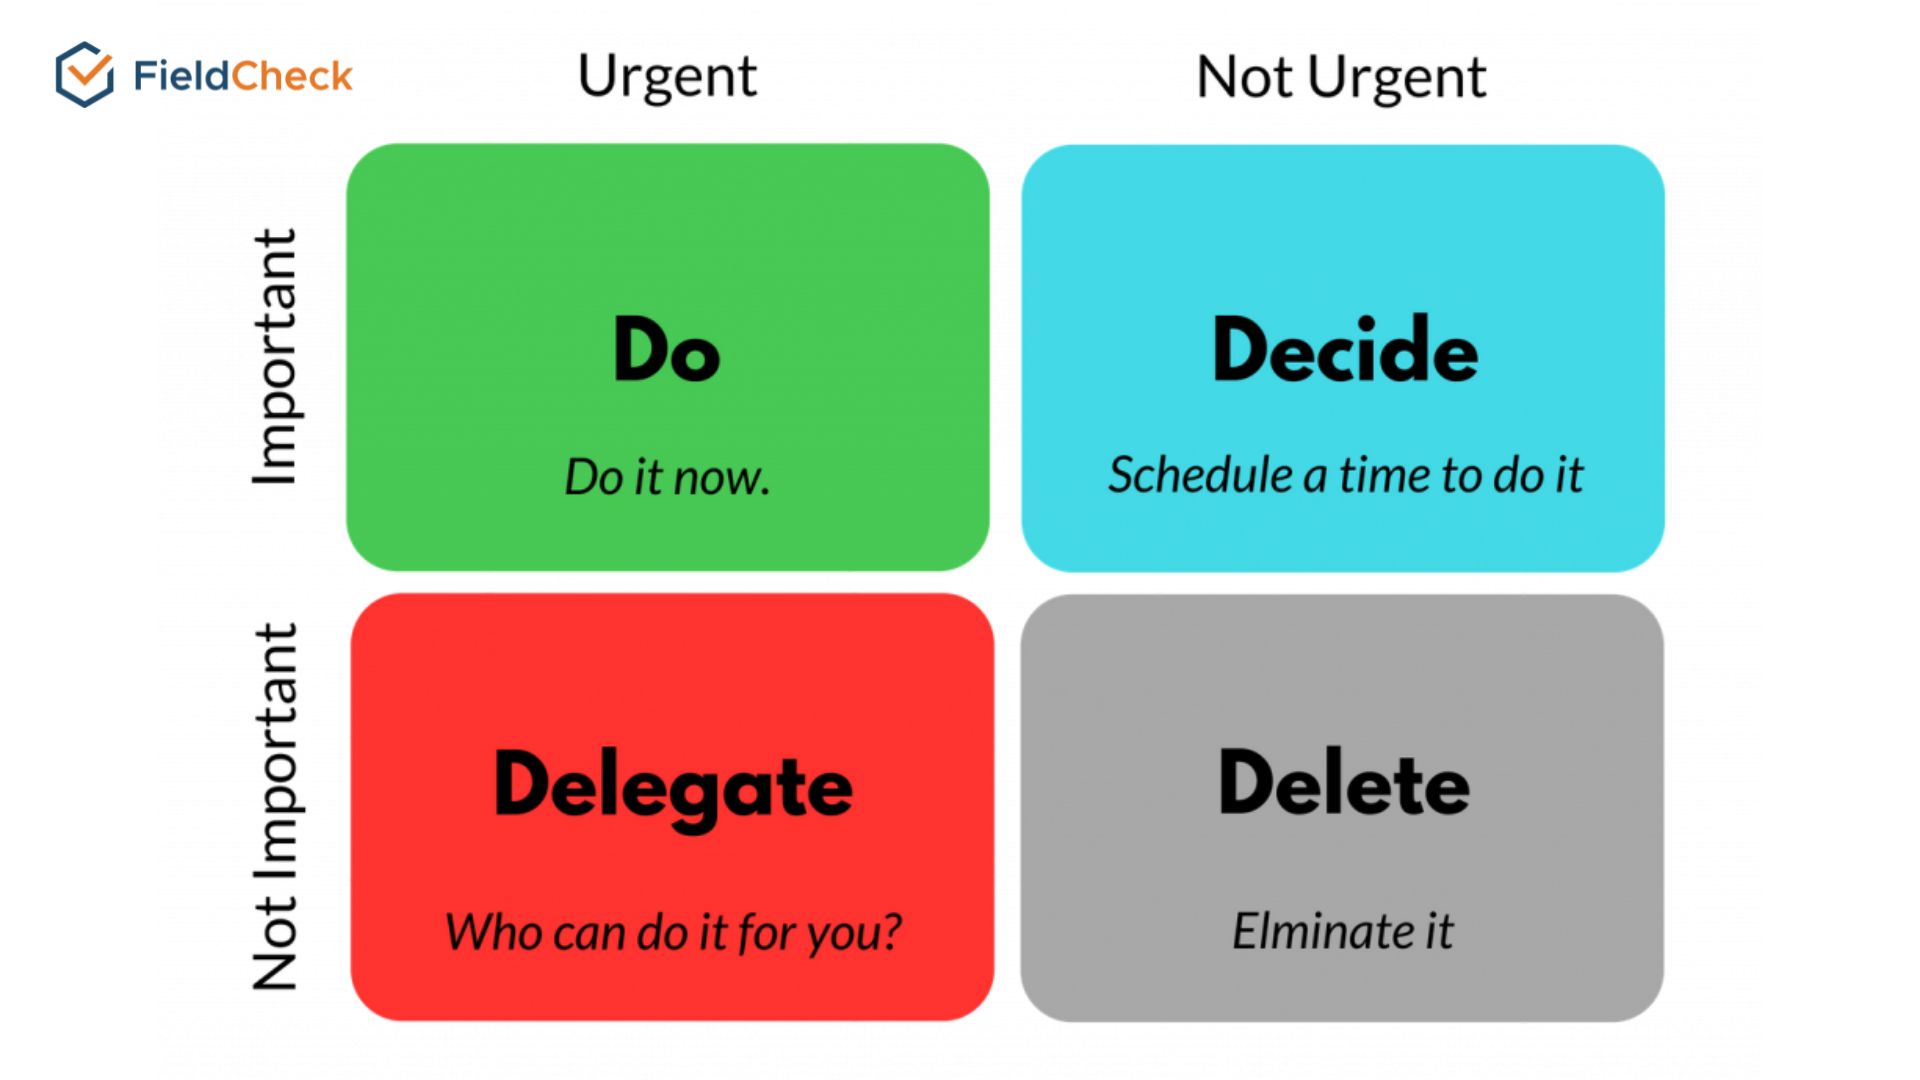 FieldCheck
Urgent
Not Urgent
Important
Do
Do it now.
Decide
Schedule a time to do it
Not Important
Delegate
Who can do it for you?
Delete
Elminate it